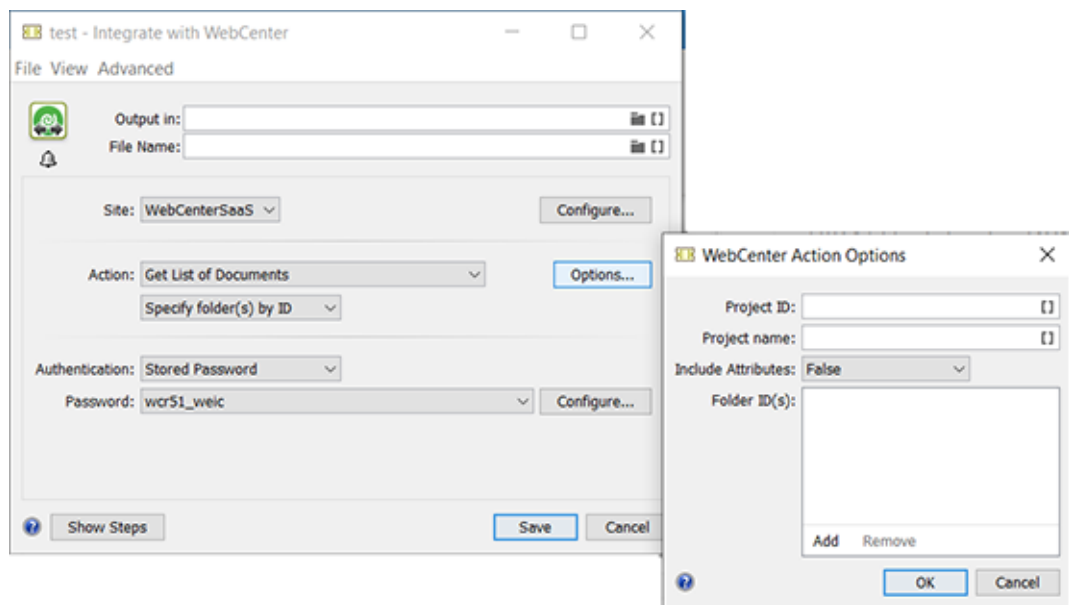 test - Integrate with WebCenter
File View Advanced
Output in:
File Name:
Site: WebCenterSaaS Configure...
Action: Get List of Documents Options...
Specify folder(s) by ID
Authentication: Stored Password
Password: wcr51_weic Configure...
Show Steps Save Cancel
WebCenter Action Options
Project ID:
Project name:
Include Attributes: False
Folder ID(s):
Add Remove
OK Cancel